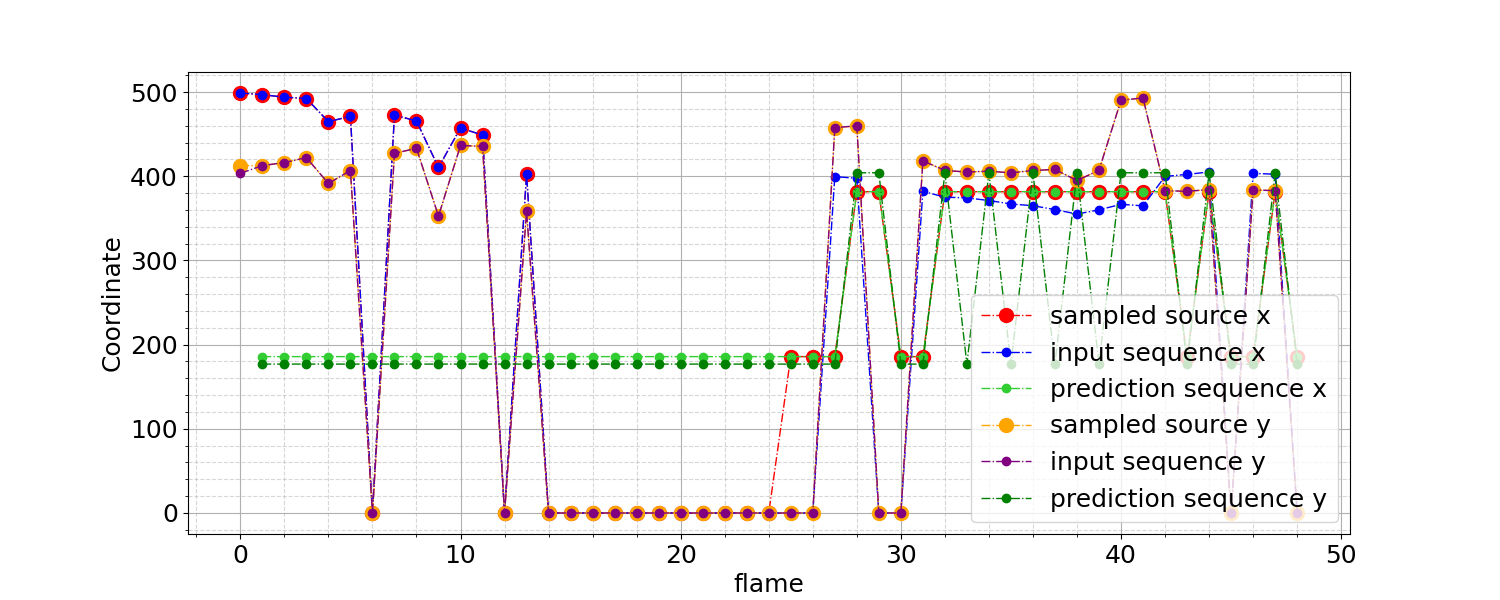 500
400
300
200
100
0
Coordinate
sampled source x
input sequence x
prediction sequence x
sampled source y
input sequence y
prediction sequence y
0 10 20 30 40 50
flame